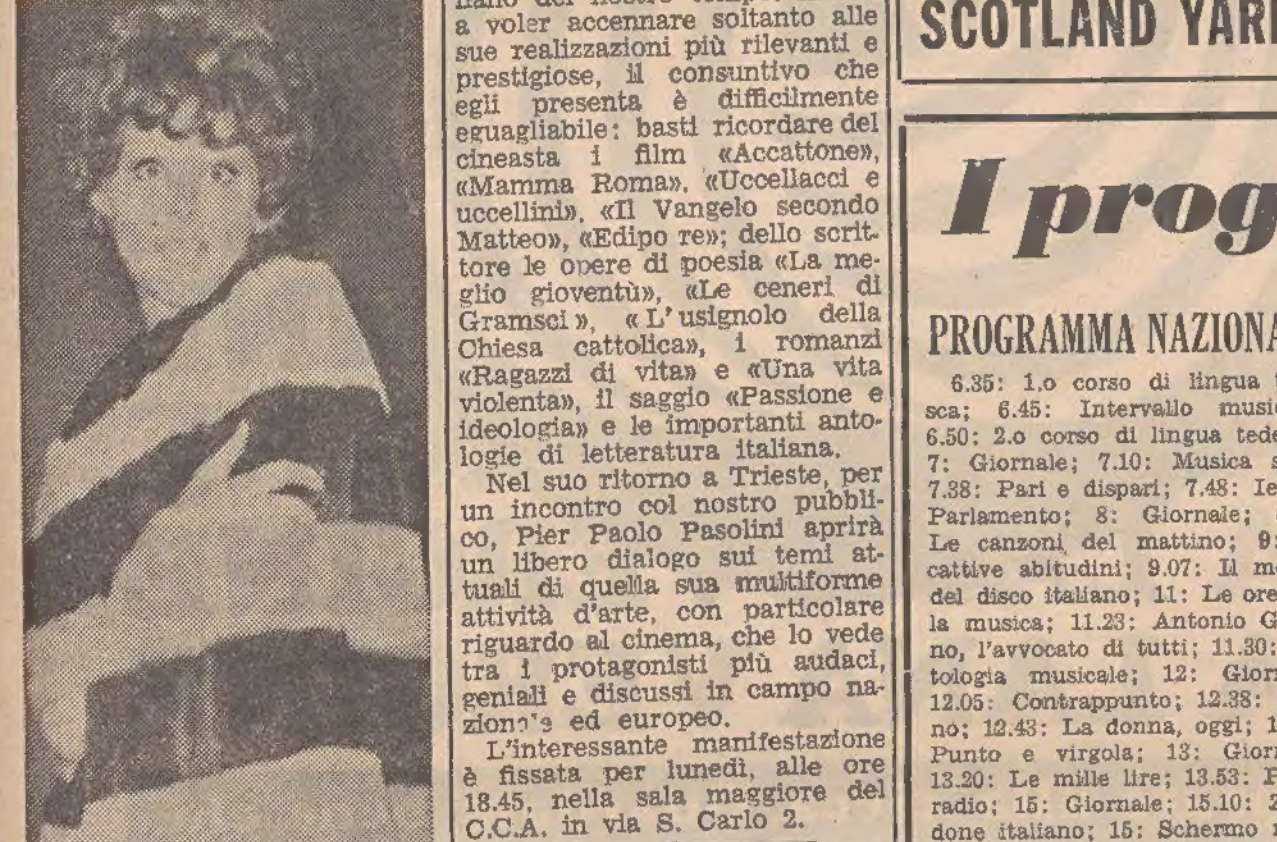 a voler accennare soltanto alle
sue realizzazioni più rilevanti e
prestigiose, il consuntivo che
egli presenta è difficilmente
eguagliabile: basti ricordare del
cineasta i film «Accattone»,
«Mamma Roma», «Uccellacci e
uccellini», «Il Vangelo secondo
Matteo», «Edipo re»; dello scrit-
tore le opere di poesia «La me-
glio gioventù», «Le ceneri di
Gramsci», «L'usignolo della
Chiesa cattolica», i romanzi
«Ragazzi di vita» e «Una vita
violenta», il saggio «Passione e
ideologia» e le importanti anto-
logie di letteratura italiana.
Nel suo ritorno a Trieste, per
un incontro col nostro pubbli-
co, Pier Paolo Pasolini aprirà
un libero dialogo sui temi at-
tuali di quella sua multiforme
attività d'arte, con particolare
riguardo al cinema, che lo vede
tra i protagonisti più audaci,
geniali e discussi in campo na-
zionale ed europeo.
L'interessante manifestazione
è fissata per lunedì, alle ore
18.45, nella sala maggiore del
C.C.A. in via S. Carlo 2.
SCOTLAND YAR
I prog
PROGRAMMA NAZIONA
6.35: 1.o corso di lingua
sca; 6.45: Intervallo musi
6.50: 2.o corso di lingua tede
7: Giornale; 7.10: Musica s
7.38: Pari e dispari; 7.48: Ie
Parlamento; 8: Giornale;
Le canzoni del mattino; 9:
cattive abitudini; 9.07: Il m
del disco italiano; 11: Le ore
la musica; 11.23: Antonio G
no, l'avvocato di tutti; 11.30:
tologia musicale; 12: Gior
12.05: Contrappunto; 12.38:
no; 12.43: La donna, oggi; 1
Punto e virgola; 13: Gior
13.20: Le mille lire; 13.53: P
radio; 15: Giornale; 15.10: Z
done italiano; 15: Schermo